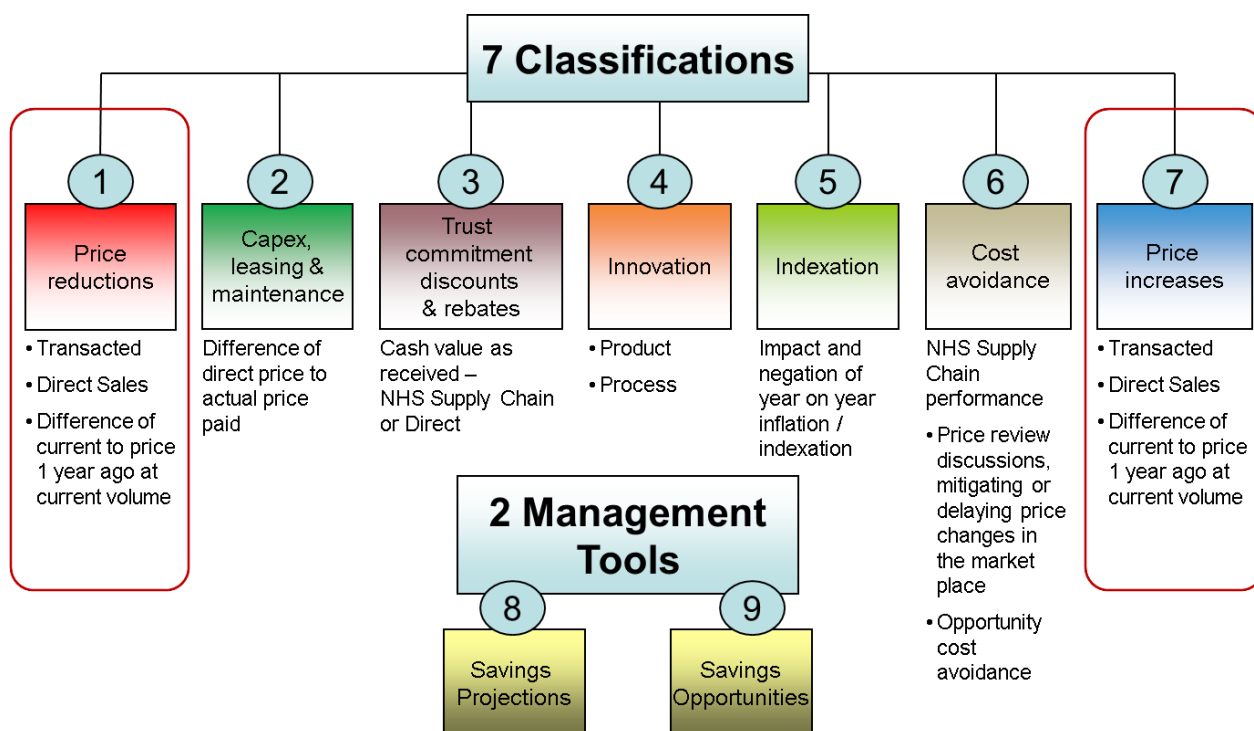 7 Classifications
1
Price
reductions
• Transacted
• Direct Sales
• Difference of
current to price
1 year ago at
current volume
2
Capex,
leasing &
maintenance
Difference of
direct price to
actual price
paid
3
Trust
commitment
discounts
& rebates
Cash value as
received –
NHS Supply Chain
or Direct
4
Innovation
• Product
• Process
5
Indexation
Impact and
negation of
year on year
inflation /
indexation
6
Cost
avoidance
NHS Supply
Chain
performance
• Price review
discussions,
mitigating or
delaying price
changes in
the market
place
• Opportunity
cost
avoidance
7
Price
increases
• Transacted
• Direct Sales
• Difference of
current to price
1 year ago at
current volume
2 Management
Tools
8
Savings
Projections
9
Savings
Opportunities